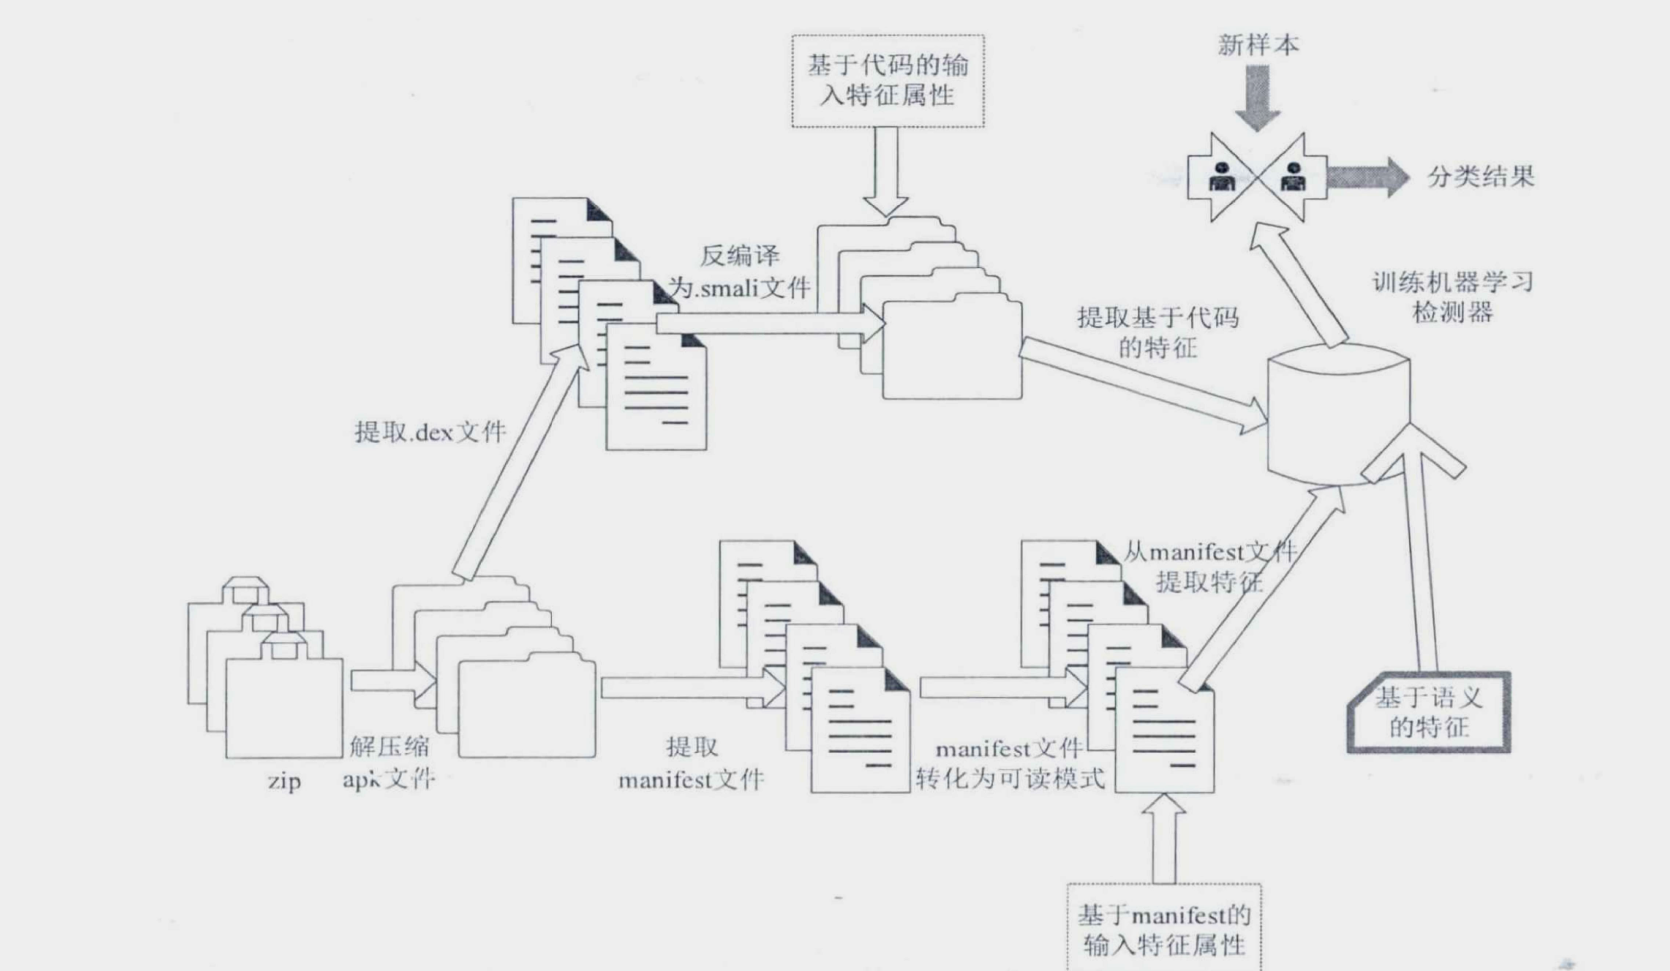 基于代码的输
入特征属性
新样本
分类结果
反编译
为.smali文件
训练机器学习
检测器
提取基于代码
的特征
提取.dex文件
从manifest文件
提取特征
基于语义
的特征
zip
解压缩
apk文件
提取
manifest文件
manifest文件
转化为可读模式
基于manifest的
输入特征属性